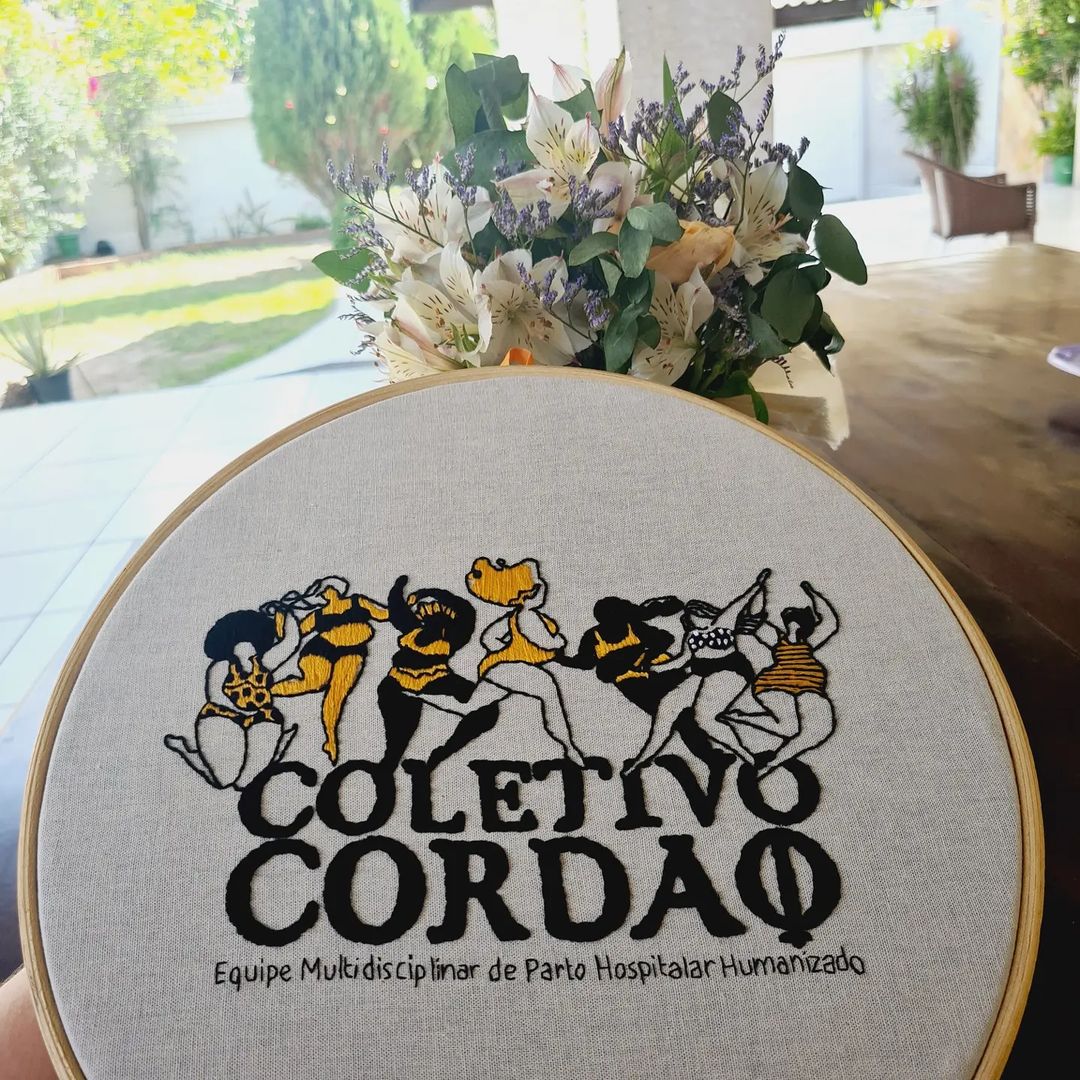 COLETIVO
CORDAO
Equipe Multidisciplinar de Parto Hospitalar Humanizado